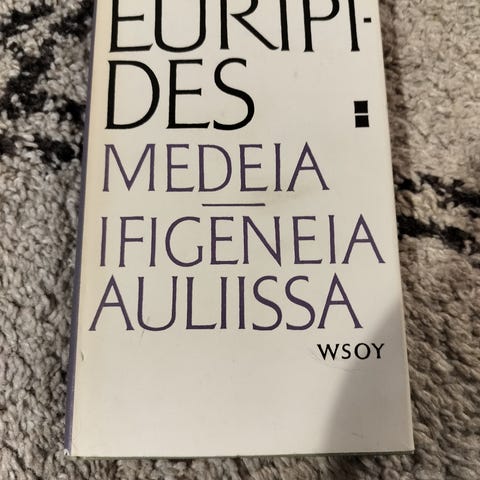 EURIPI-
DES
MEDEIA
IFIGENEIA
AULIISSA
WSOY